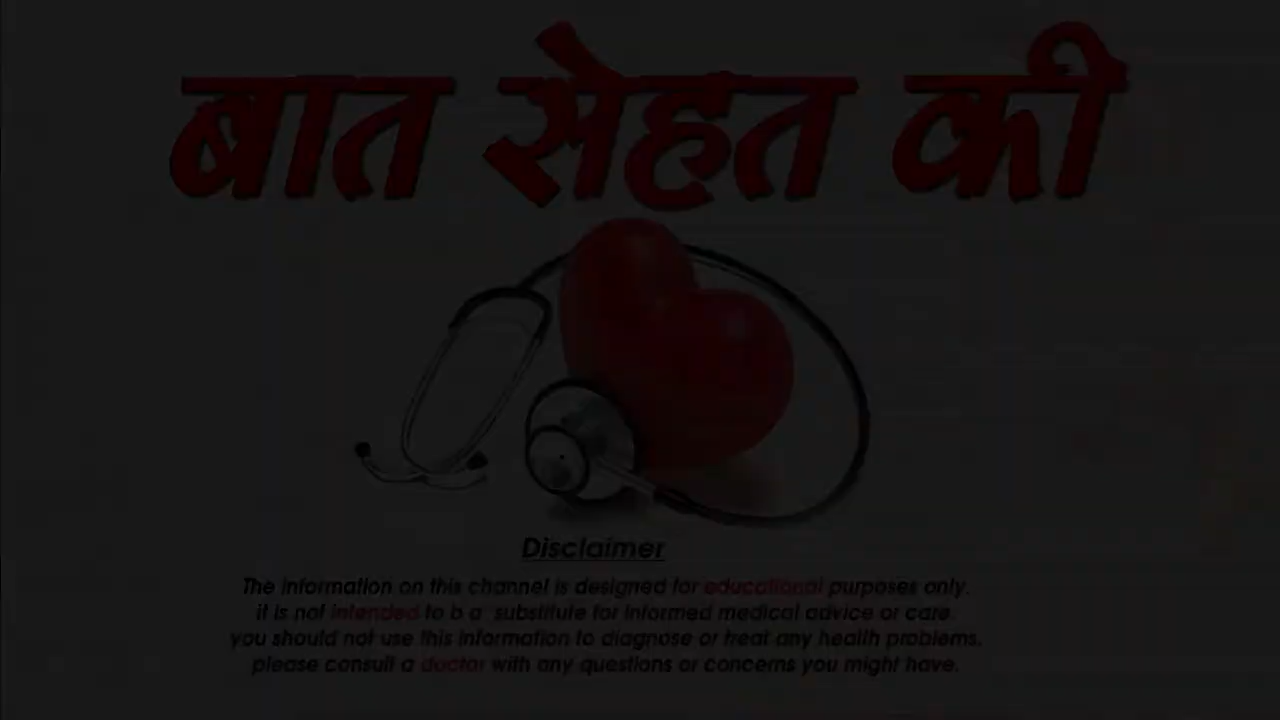 बात सेहत की
Disclaimer
The information on this channel is designed for educational purposes only.
it is not intended to b a substitute for informed medical advice or care.
you should not use this information to diagnose or treat any health problems.
please consult a doctor with any questions or concerns you might have.